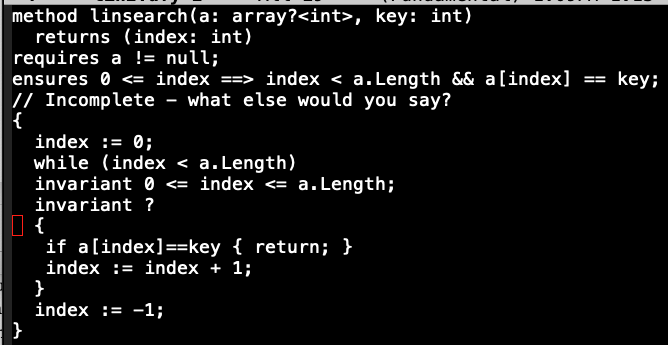 method linsearch(a: array?<int>, key: int)
returns (index: int)
requires a != null;
ensures 0 <= index ==> index < a.Length && a[index] == key;
// Incomplete – what else would you say?
{
index := 0;
while (index < a.Length)
invariant 0 <= index <= a.Length;
invariant ?
{
if a[index]==key { return; }
index := index + 1;
}
index := -1;
}